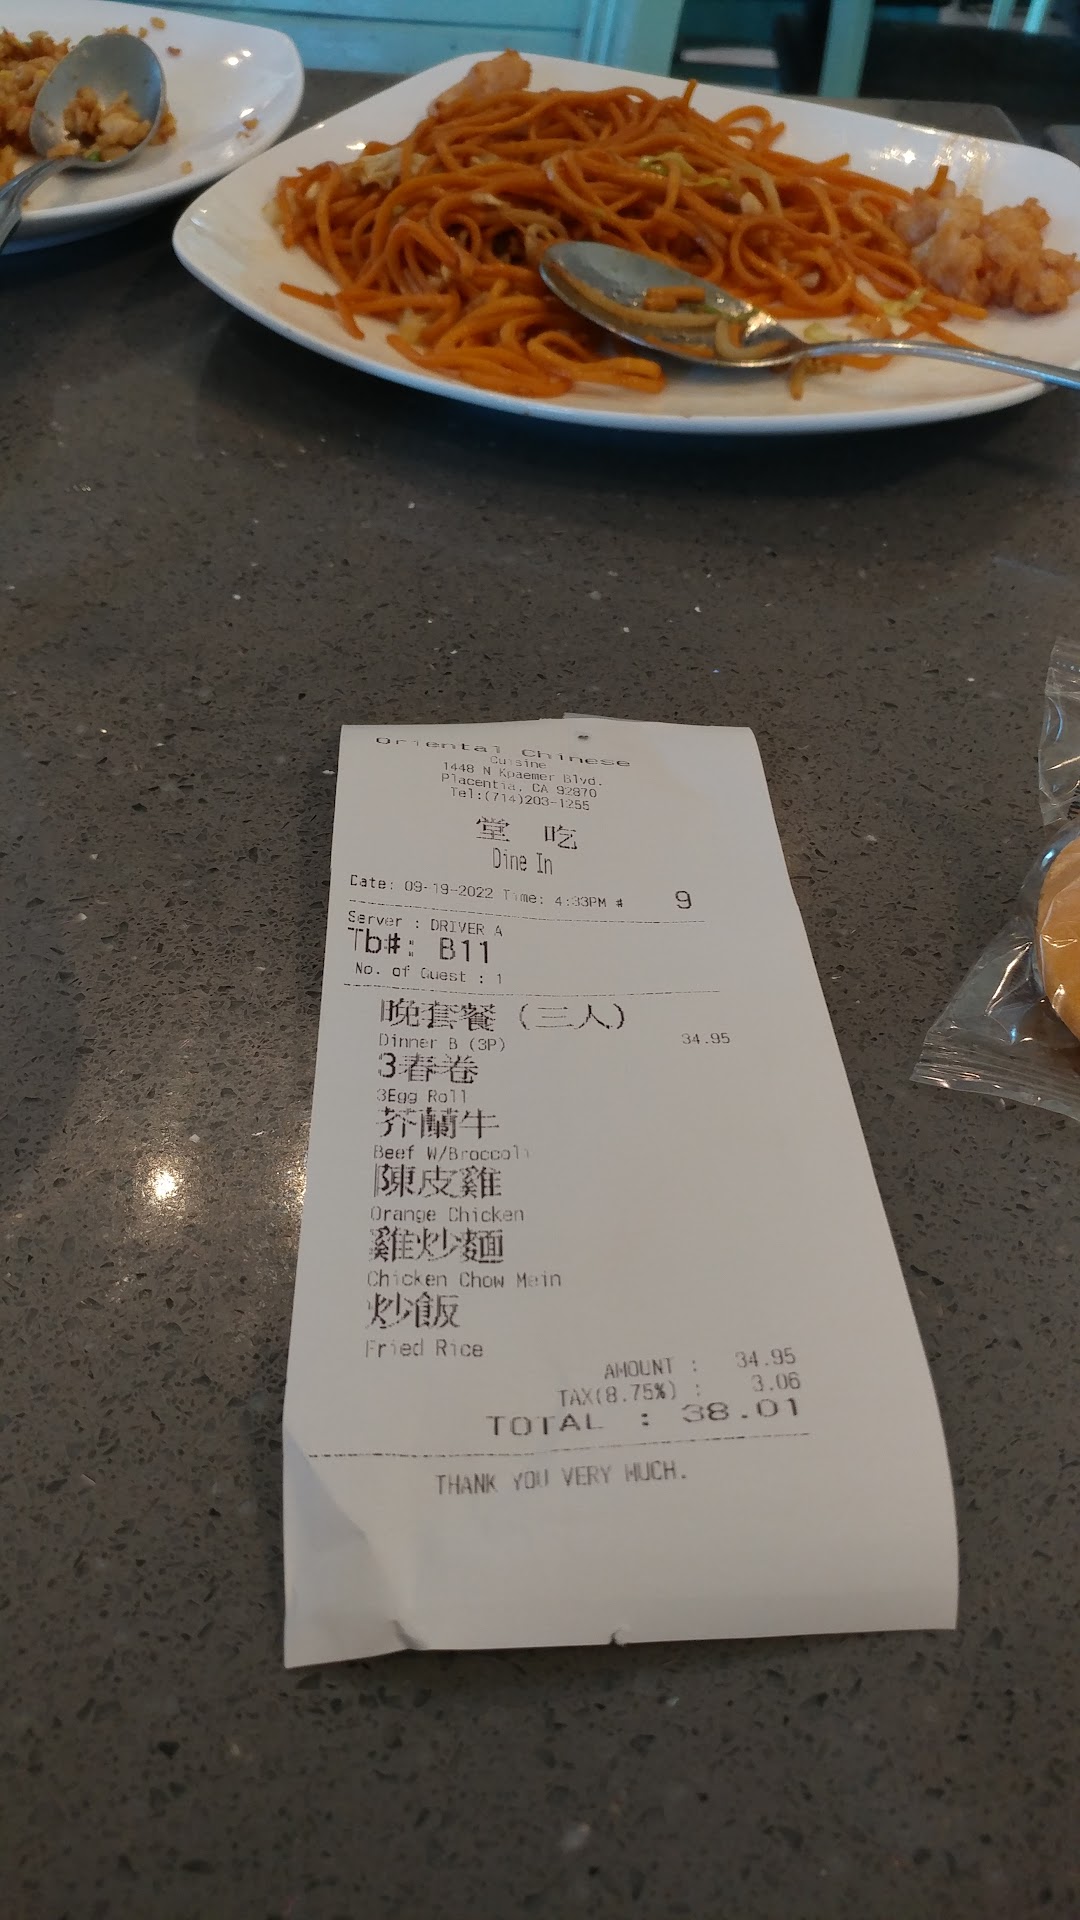 Oriental Chinese
Cuisine
1448 N Kpaemer Blvd.
Placentia, CA 92870
Tel:(714)203-1255
堂 吃
Dine In
Date: 09-19-2022 Time: 4:33PM # 9
Server : DRIVER A
Tb#: B11
No. of Guest : 1
晚套餐 (三人)
Dinner B (3P) 34.95
3春卷
3Egg Roll
芥蘭牛
Beef W/Broccoli
陳皮雞
Orange Chicken
雞炒麵
Chicken Chow Mein
炒飯
Fried Rice
AMOUNT : 34.95
TAX(8.75%) : 3.06
TOTAL : 38.01
THANK YOU VERY MUCH.